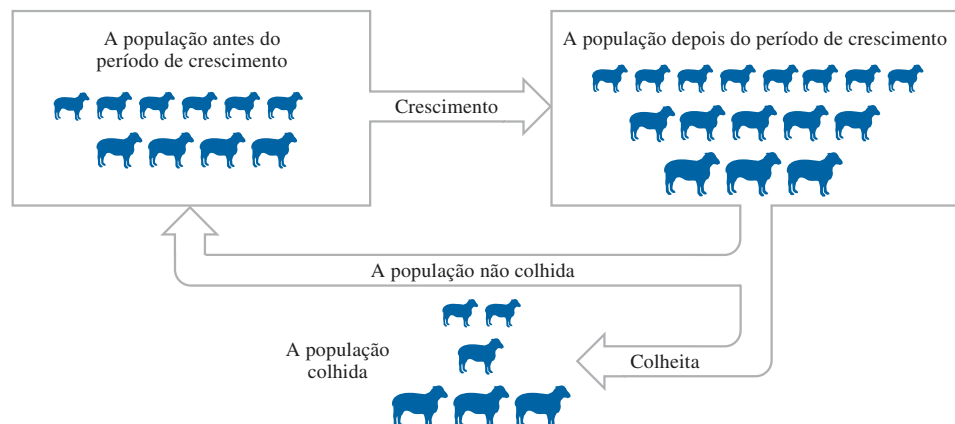 A população antes do
período de crescimento
A população depois do período de crescimento
Crescimento
A população não colhida
A população
colhida
Colheita